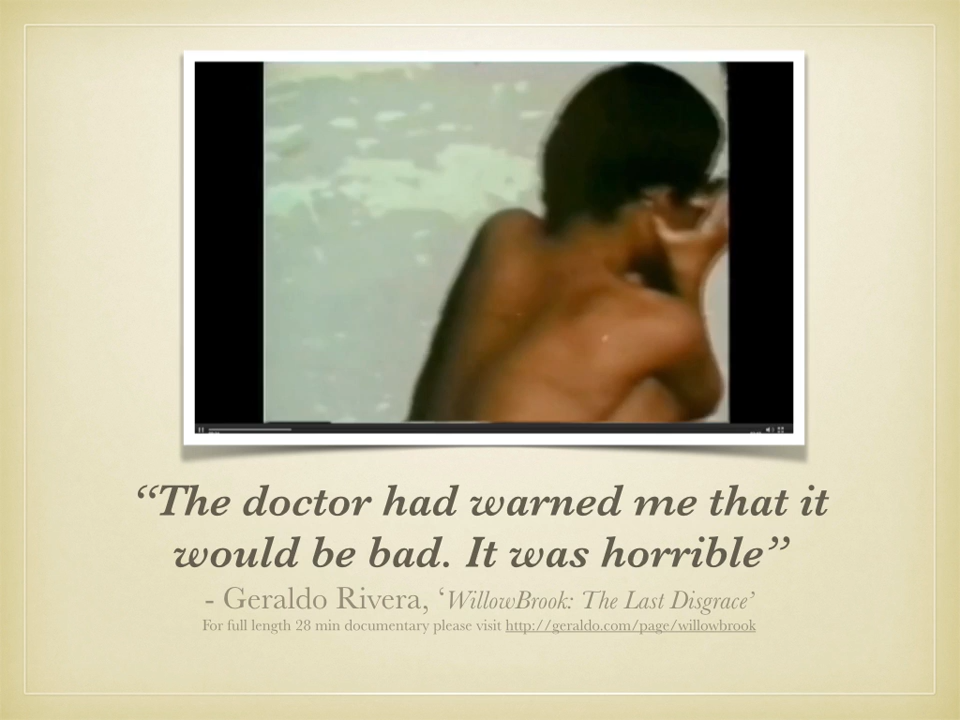 “The doctor had warned me that it
would be bad. It was horrible”
- Geraldo Rivera, ‘WillowBrook: The Last Disgrace’
For full length 28 min documentary please visit http://geraldo.com/page/willowbrook